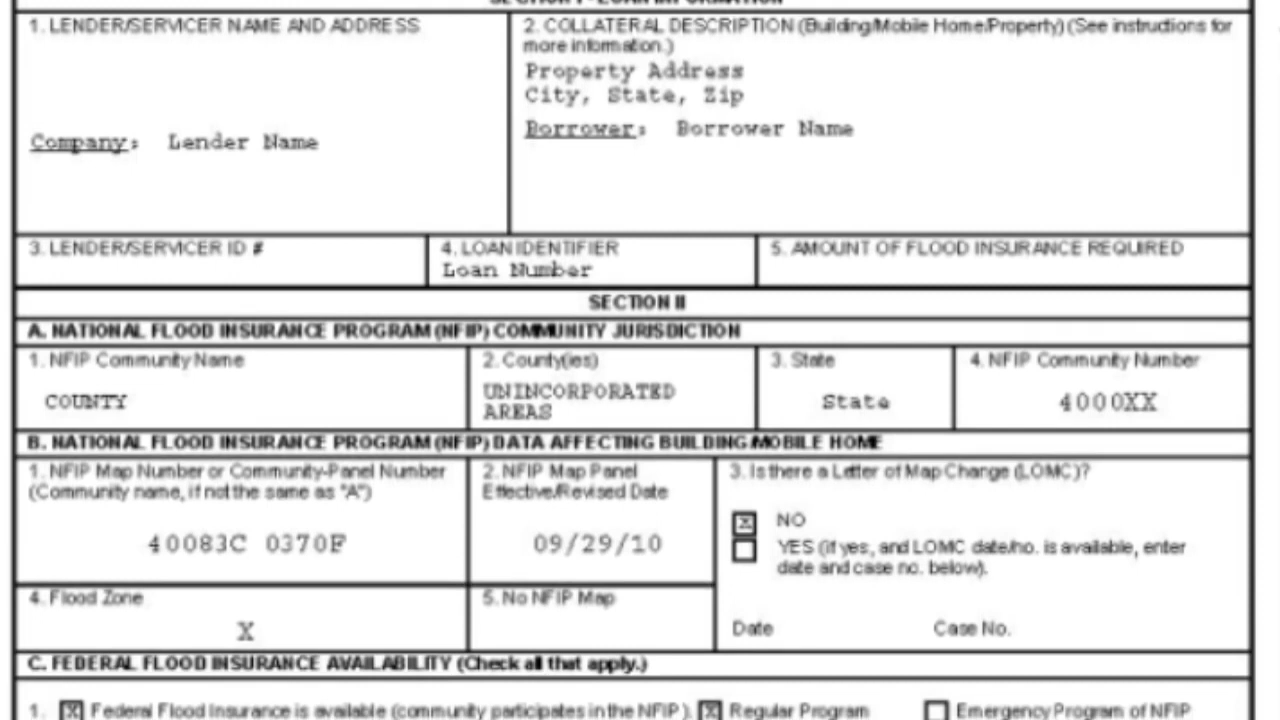 SECTION I - LOAN INFORMATION
1. LENDER/SERVICER NAME AND ADDRESS
2. COLLATERAL DESCRIPTION (Building/Mobile Home/Property) (See instructions for
more information.)
Property Address
City, State, Zip
Borrower: Borrower Name
Company: Lender Name
3. LENDER/SERVICER ID #
4. LOAN IDENTIFIER
Loan Number
5. AMOUNT OF FLOOD INSURANCE REQUIRED
SECTION II
A. NATIONAL FLOOD INSURANCE PROGRAM (NFIP) COMMUNITY JURISDICTION
1. NFIP Community Name
COUNTY
2. County(ies)
UNINCORPORATED
AREAS
3. State
State
4. NFIP Community Number
4000XX
B. NATIONAL FLOOD INSURANCE PROGRAM (NFIP) DATA AFFECTING BUILDING/MOBILE HOME
1. NFIP Map Number or Community-Panel Number
(Community name, if not the same as "A")
40083C 0370F
2. NFIP Map Panel
Effective/Revised Date
09/29/10
3. Is there a Letter of Map Change (LOMC)?
X NO
YES (if yes, and LOMC date/no. is available, enter
date and case no. below).
Date Case No.
4. Flood Zone
X
5. No NFIP Map
C. FEDERAL FLOOD INSURANCE AVAILABILITY (Check all that apply.)
1. X Federal Flood Insurance is available (community participates in the NFIP). X Regular Program Emergency Program of NFIP